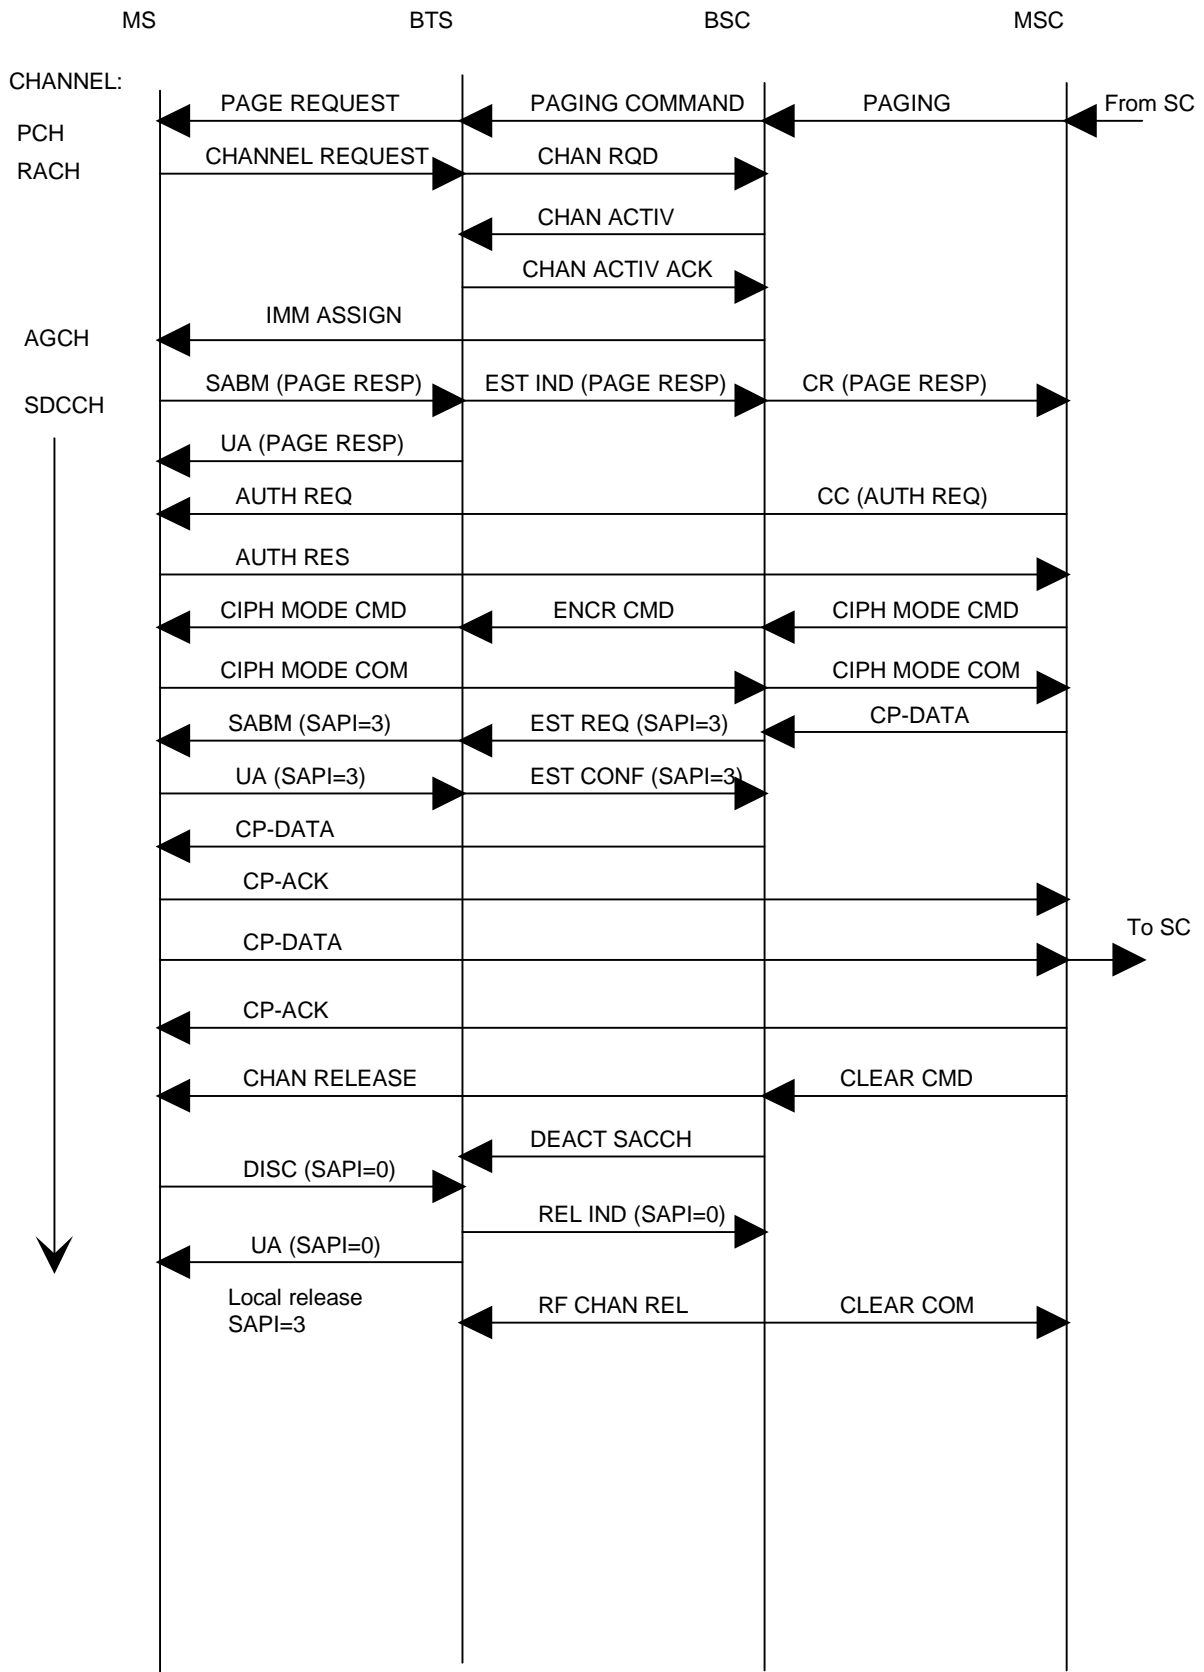 MS BTS BSC MSC
CHANNEL:
PAGE REQUEST PAGING COMMAND PAGING From SC
PCH
CHANNEL REQUEST CHAN RQD
RACH
CHAN ACTIV
CHAN ACTIV ACK
IMM ASSIGN
AGCH
SABM (PAGE RESP) EST IND (PAGE RESP) CR (PAGE RESP)
SDCCH
UA (PAGE RESP)
AUTH REQ CC (AUTH REQ)
AUTH RES
CIPH MODE CMD ENCR CMD CIPH MODE CMD
CIPH MODE COM CIPH MODE COM
SABM (SAPI=3) EST REQ (SAPI=3) CP-DATA
UA (SAPI=3) EST CONF (SAPI=3)
CP-DATA
CP-ACK
CP-DATA To SC
CP-ACK
CHAN RELEASE CLEAR CMD
DEACT SACCH
DISC (SAPI=0)
REL IND (SAPI=0)
UA (SAPI=0)
Local release RF CHAN REL CLEAR COM
SAPI=3